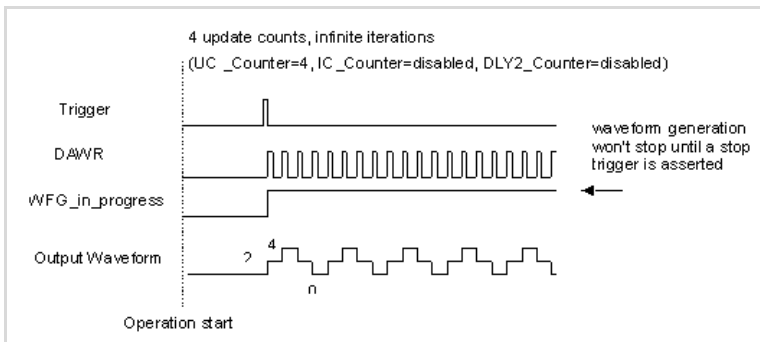 4 update counts, infinite iterations
(UC _Counter=4, IC_Counter=disabled, DLY2_Counter=disabled)
Trigger
waveform generation
won't stop until a stop
trigger is asserted
DAWR
WFG_in_progress
4
2
Output Waveform
0
Operation start